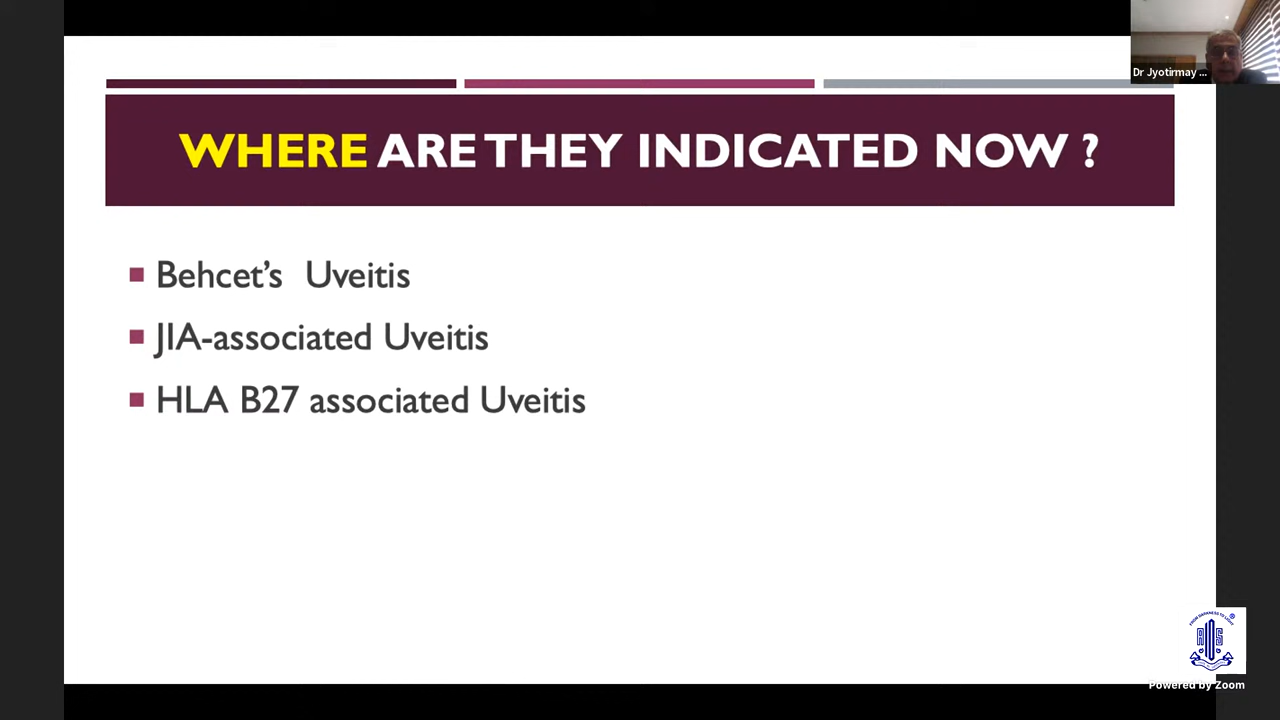 Dr Jyotirmay ...
WHERE ARE THEY INDICATED NOW ?
Behcet's Uveitis
JIA-associated Uveitis
HLA B27 associated Uveitis
Powered by Zoom